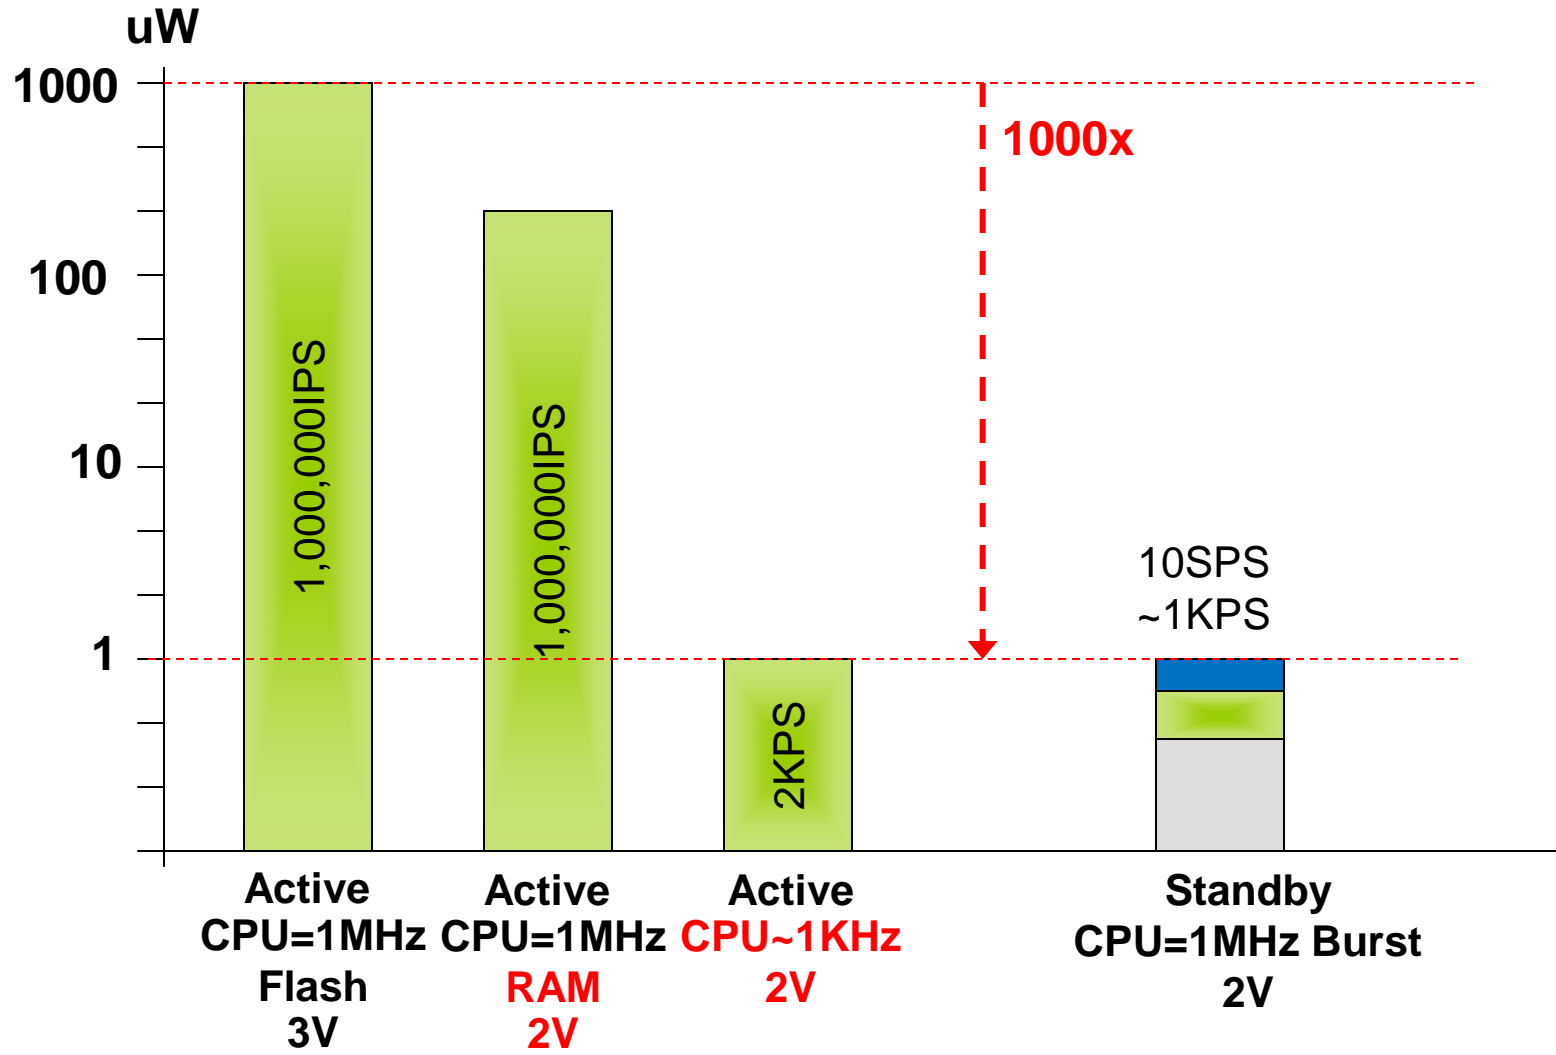 uW
1000
100
10
1
1000x
1,000,000IPS
1,000,000IPS
2KPS
10SPS
~1KPS
Active
CPU=1MHz
Flash
3V
Active
CPU=1MHz
RAM
2V
Active
CPU~1KHz
2V
Standby
CPU=1MHz Burst
2V